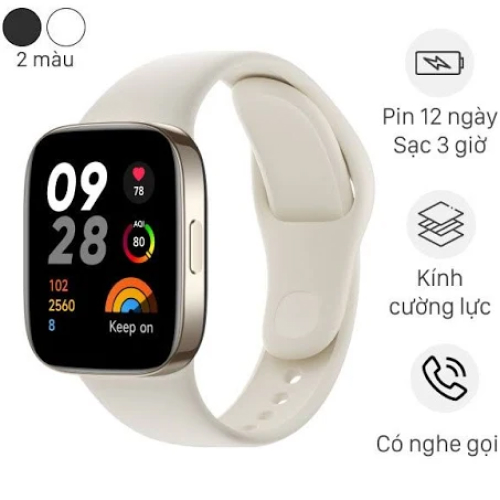 2 màu
Pin 12 ngày
Sạc 3 giờ
Kính
cường lực
Có nghe gọi
09
28
78
AQI
80
102
2560
8
Keep on